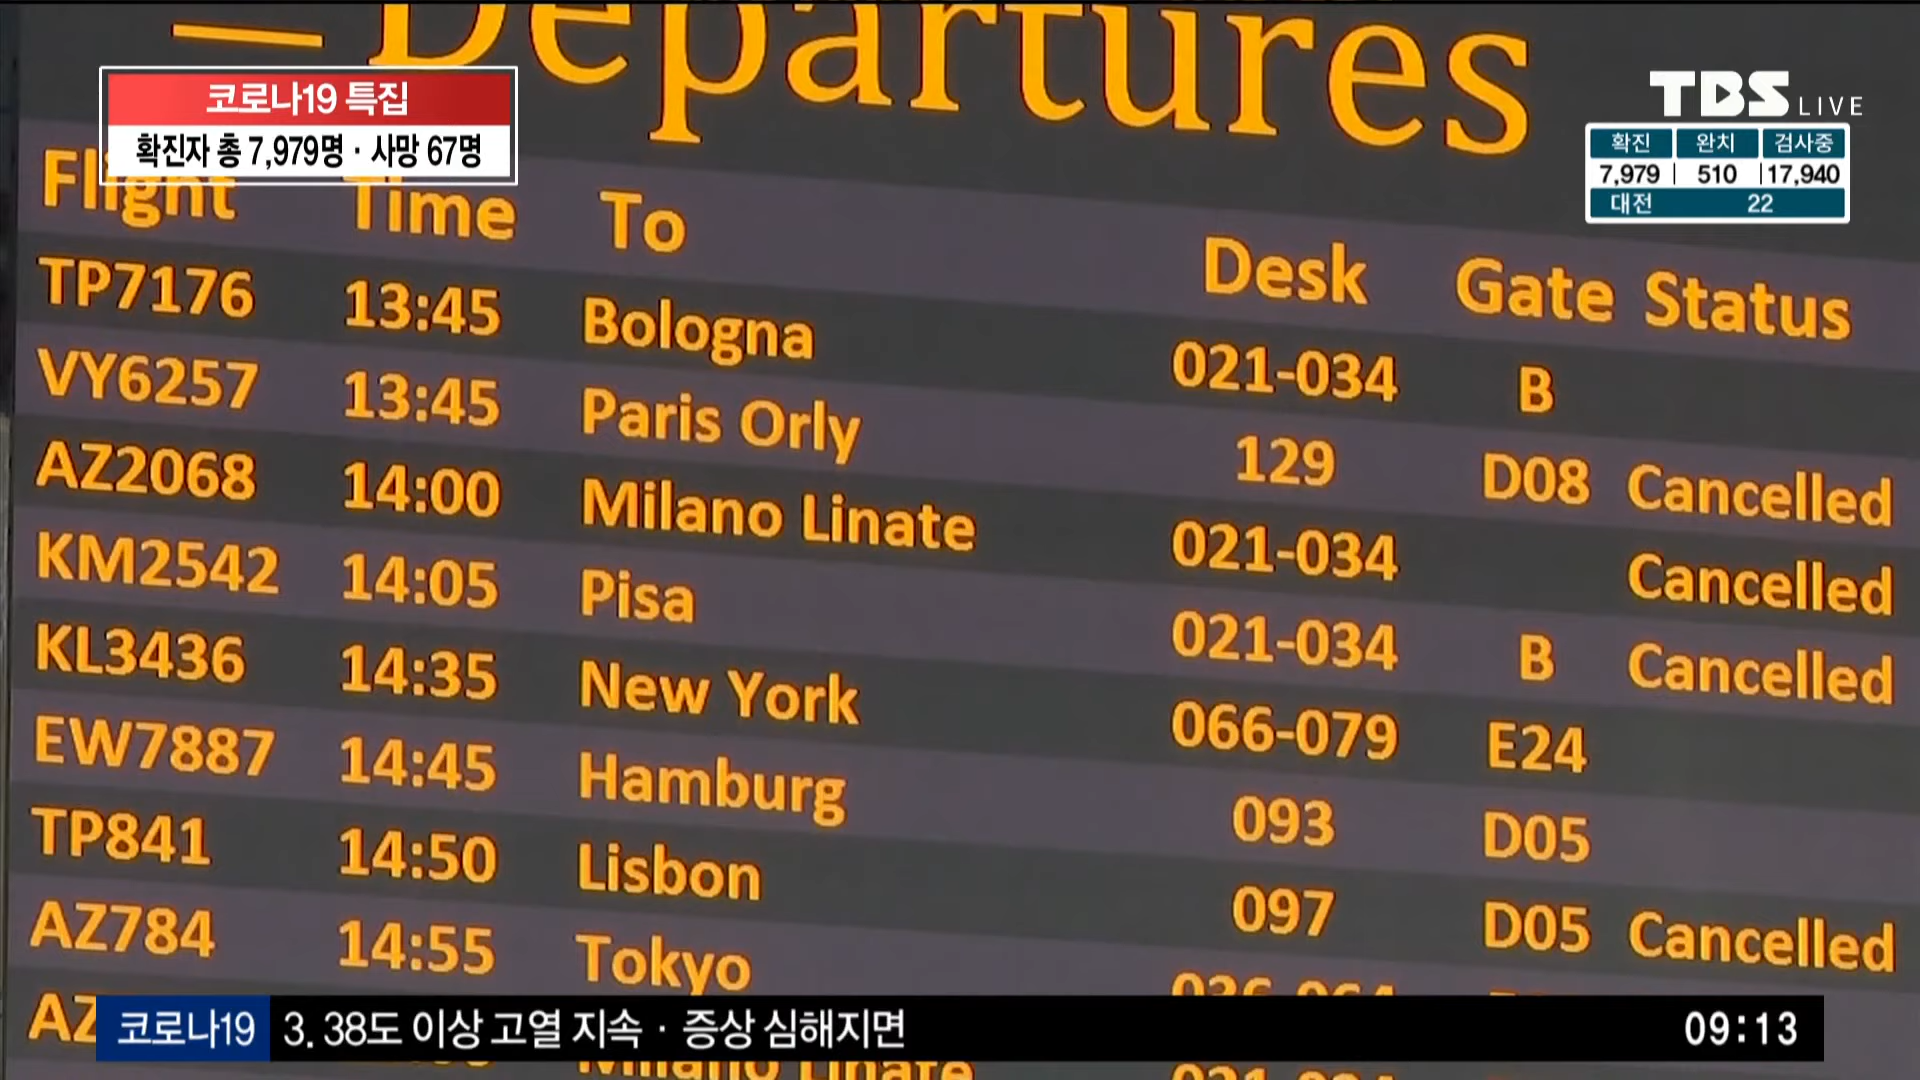 Departures
코로나19 특집
확진자 총 7,979명 · 사망 67명
TBS LIVE
확진 완치 검사중
7,979 510 17,940
대전 22
Flight Time To Desk Gate Status
TP7176 13:45 Bologna 021-034 B
VY6257 13:45 Paris Orly 129 D08 Cancelled
AZ2068 14:00 Milano Linate 021-034 Cancelled
KM2542 14:05 Pisa 021-034 B Cancelled
KL3436 14:35 New York 066-079 E24
EW7887 14:45 Hamburg 093 D05
TP841 14:50 Lisbon 097 D05 Cancelled
AZ784 14:55 Tokyo
AZ Milano Linate
코로나19 3. 38도 이상 고열 지속 · 증상 심해지면 09:13